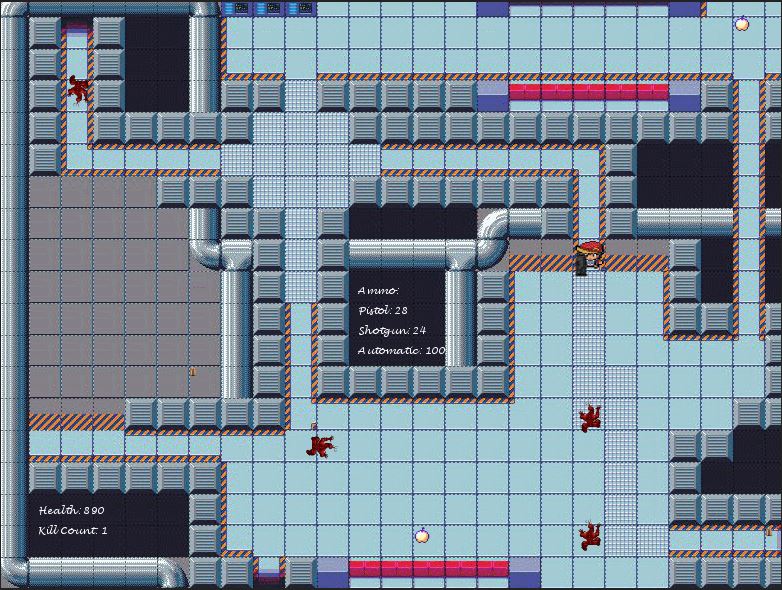 Ammo:
Pistol: 28
Shotgun: 24
Automatic: 100
Health: 890
Kill Count: 1